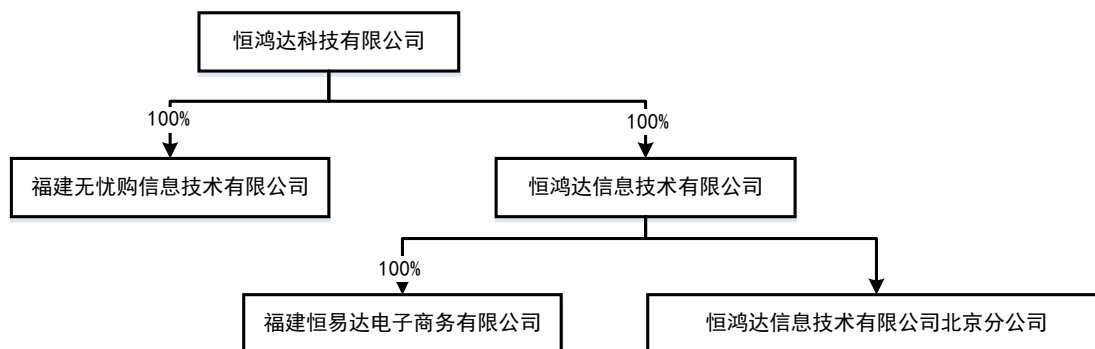 恒鸿达科技有限公司
100%
100%
福建无忧购信息技术有限公司
恒鸿达信息技术有限公司
100%
福建恒易达电子商务有限公司
恒鸿达信息技术有限公司北京分公司